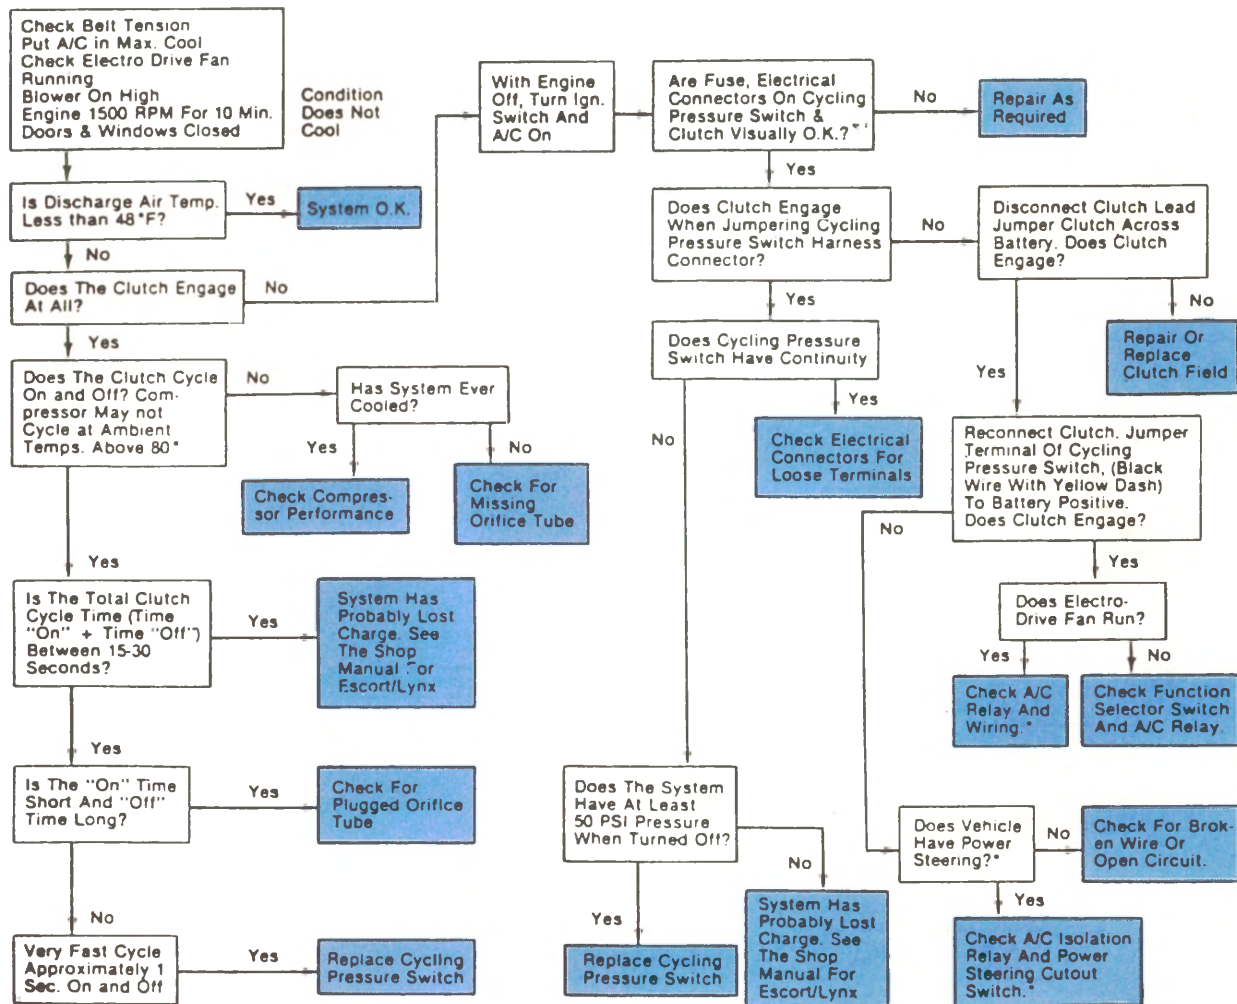 Check Belt Tension
Put A/C in Max. Cool
Check Electro Drive Fan
Running
Blower On High
Engine 1500 RPM For 10 Min.
Doors & Windows Closed
Condition
Does Not
Cool
With Engine
Off, Turn Ign.
Switch And
A/C On
Are Fuse, Electrical
Connectors On Cycling
Pressure Switch &
Clutch Visually O.K.?
No
Repair As
Required
Yes
Is Discharge Air Temp.
Less than 48°F?
Yes
System O.K.
No
Does The Clutch Engage
At All?
No
Yes
Does Clutch Engage
When Jumpering Cycling
Pressure Switch Harness
Connector?
No
Disconnect Clutch Lead
Jumper Clutch Across
Battery. Does Clutch
Engage?
Yes
No
Repair Or
Replace
Clutch Field
Yes
Does Cycling Pressure
Switch Have Continuity
No
Yes
Check Electrical
Connectors For
Loose Terminals
Does The Clutch Cycle
On and Off? Com-
pressor May not
Cycle at Ambient
Temps. Above 80°
No
Has System Ever
Cooled?
Yes
Check Compres-
sor Performance
No
Check For
Missing
Orifice Tube
Yes
Reconnect Clutch. Jumper
Terminal Of Cycling
Pressure Switch, (Black
Wire With Yellow Dash)
To Battery Positive.
Does Clutch Engage?
No
Yes
Does Electro-
Drive Fan Run?
Yes
Check A/C
Relay And
Wiring.*
No
Check Function
Selector Switch
And A/C Relay.
Is The Total Clutch
Cycle Time (Time
"On" + Time "Off")
Between 15-30
Seconds?
Yes
System Has
Probably Lost
Charge. See
The Shop
Manual For
Escort/Lynx
Yes
Is The "On" Time
Short And "Off"
Time Long?
Yes
Check For
Plugged Orifice
Tube
No
Very Fast Cycle
Approximately 1
Sec. On and Off
Yes
Replace Cycling
Pressure Switch
Does The System
Have At Least
50 PSI Pressure
When Turned Off?
Yes
Replace Cycling
Pressure Switch
No
System Has
Probably Lost
Charge. See
The Shop
Manual For
Escort/Lynx
Does Vehicle
Have Power
Steering?*
No
Check For Brok-
en Wire Or
Open Circuit.
Yes
Check A/C Isolation
Relay And Power
Steering Cutout
Switch.*